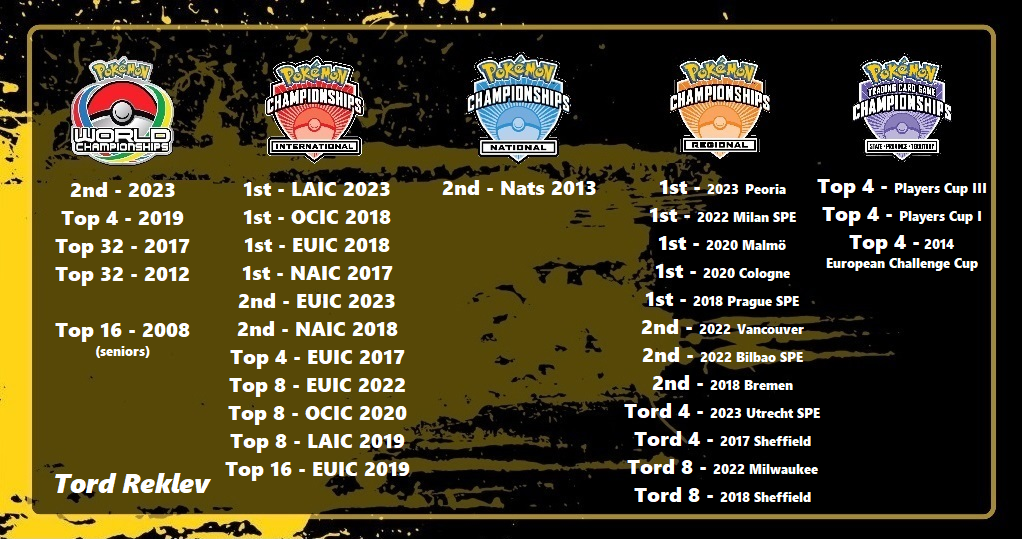 Pokémon
WORLD
CHAMPIONSHIPS
2nd - 2023
Top 4 - 2019
Top 32 - 2017
Top 32 - 2012
Top 16 - 2008
(seniors)
Tord Reklev
Pokémon
CHAMPIONSHIPS
INTERNATIONAL
1st - LAIC 2023
1st - OCIC 2018
1st - EUIC 2018
1st - NAIC 2017
2nd - EUIC 2023
2nd - NAIC 2018
Top 4 - EUIC 2017
Top 8 - EUIC 2022
Top 8 - OCIC 2020
Top 8 - LAIC 2019
Top 16 - EUIC 2019
Pokémon
CHAMPIONSHIPS
NATIONAL
2nd - Nats 2013
Pokémon
CHAMPIONSHIPS
REGIONAL
1st - 2023 Peoria
1st - 2022 Milan SPE
1st - 2020 Malmö
1st - 2020 Cologne
1st - 2018 Prague SPE
2nd - 2022 Vancouver
2nd - 2022 Bilbao SPE
2nd - 2018 Bremen
Tord 4 - 2023 Utrecht SPE
Tord 4 - 2017 Sheffield
Tord 8 - 2022 Milwaukee
Tord 8 - 2018 Sheffield
Pokémon
TRADING CARD GAME
CHAMPIONSHIPS
STATE • PROVINCE • TERRITORY
Top 4 - Players Cup III
Top 4 - Players Cup I
Top 4 - 2014
European Challenge Cup